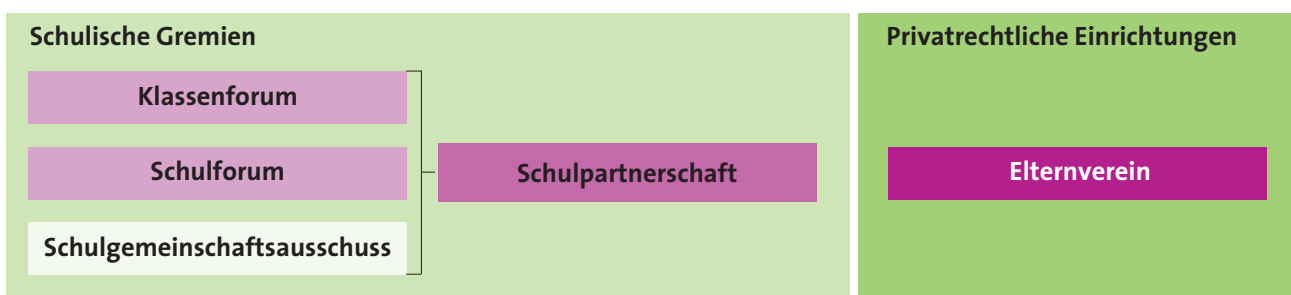 Schulische Gremien
Klassenforum
Schulforum
Schulgemeinschaftsausschuss
Schulpartnerschaft
Privatrechtliche Einrichtungen
Elternverein